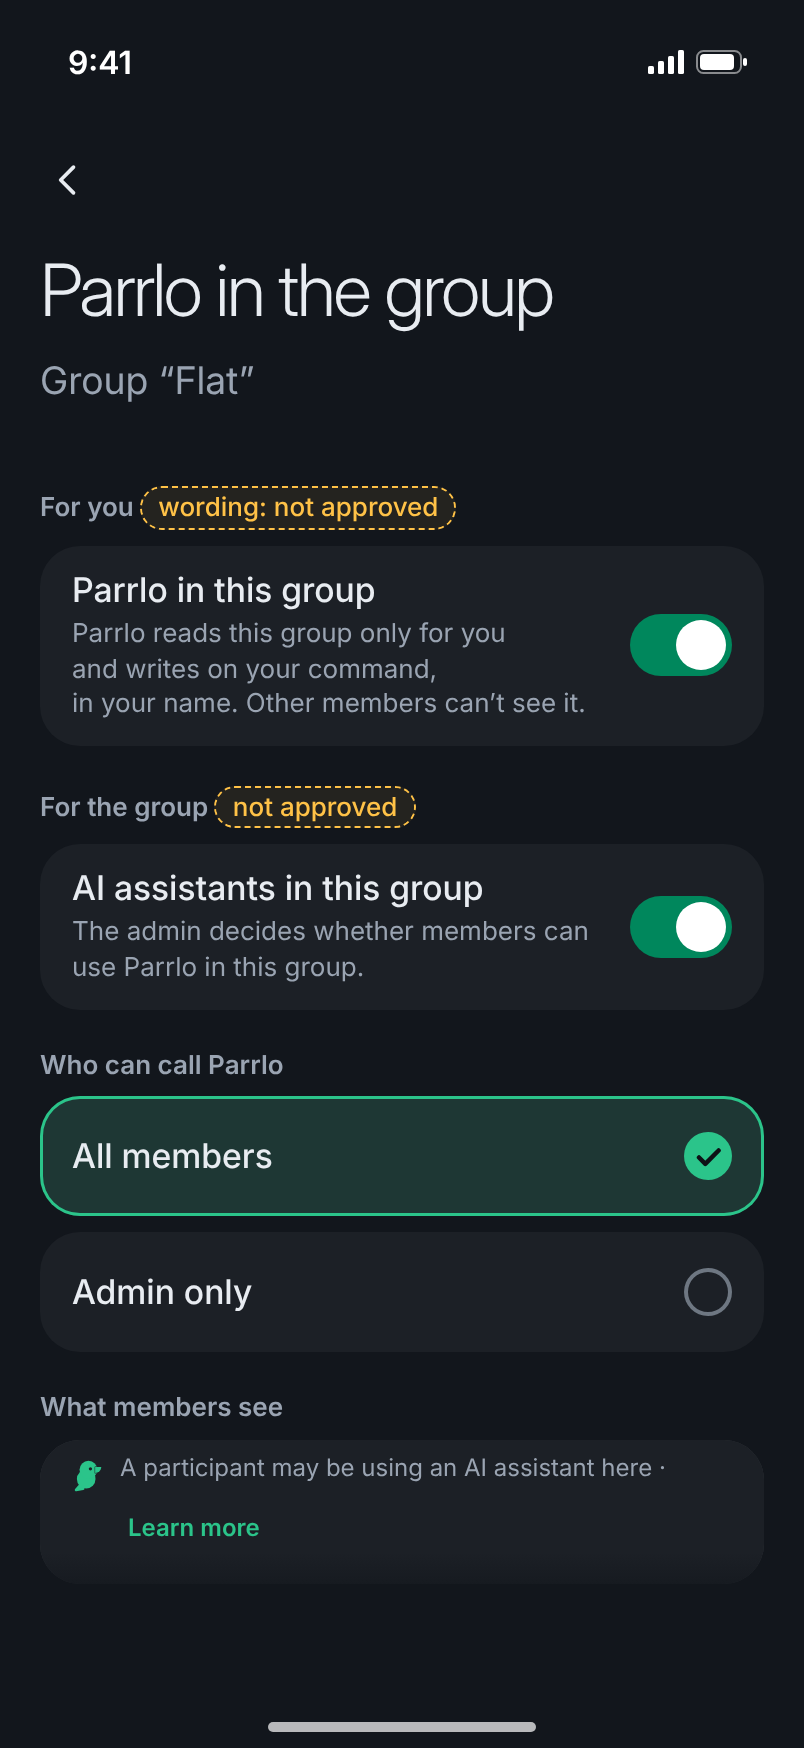 9:41
Parrlo in the group
Group “Flat”
For you wording: not approved
Parrlo in this group
Parrlo reads this group only for you
and writes on your command,
in your name. Other members can’t see it.
For the group not approved
AI assistants in this group
The admin decides whether members can
use Parrlo in this group.
Who can call Parrlo
All members
Admin only
What members see
A participant may be using an AI assistant here ·
Learn more